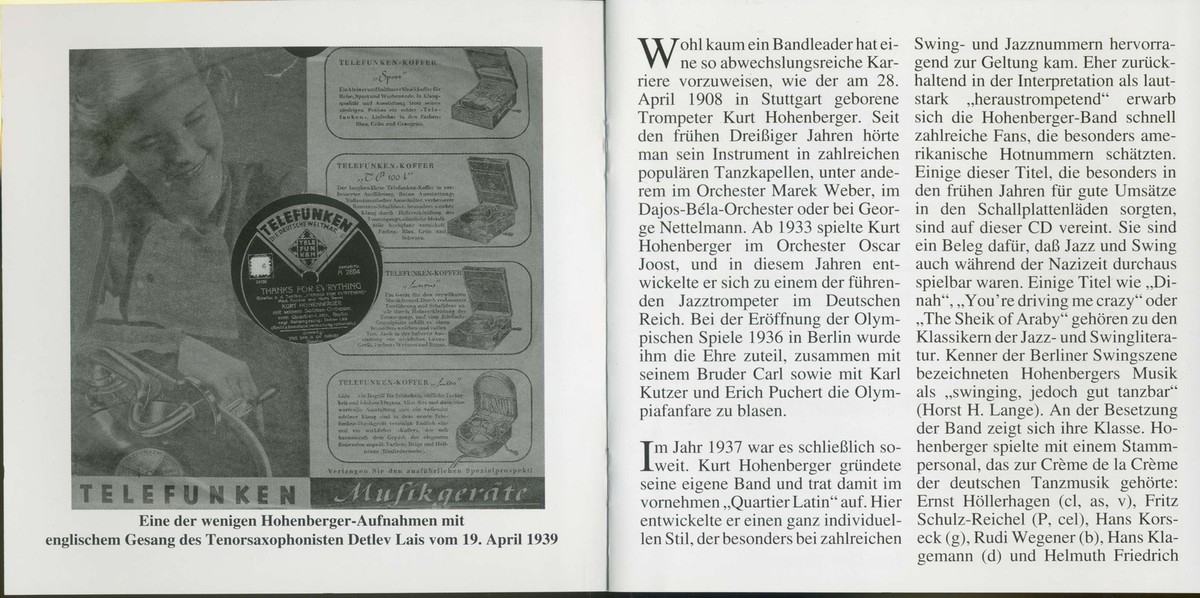 TELEFUNKEN-KOFFER
„Sport“
TELEFUNKEN-KOFFER
„TP 100 l“
TELEFUNKEN-KOFFER
TELEFUNKEN-KOFFER
TELEFUNKEN
DIE DEUTSCHE WELTMARKE
TELE
FUN
KEN
THANKS FOR EV'RYTHING
KURT HOHENBERGER
Verlangen Sie den ausführlichen Spezialprospekt!
TELEFUNKEN
Musikgeräte
Eine der wenigen Hohenberger-Aufnahmen mit
englischem Gesang des Tenorsaxophonisten Detlev Lais vom 19. April 1939
Wohl kaum ein Bandleader hat ei-
ne so abwechslungsreiche Kar-
riere vorzuweisen, wie der am 28.
April 1908 in Stuttgart geborene
Trompeter Kurt Hohenberger. Seit
den frühen Dreißiger Jahren hörte
man sein Instrument in zahlreichen
populären Tanzkapellen, unter ande-
rem im Orchester Marek Weber, im
Dajos-Béla-Orchester oder bei Geor-
ge Nettelmann. Ab 1933 spielte Kurt
Hohenberger im Orchester Oscar
Joost, und in diesem Jahren ent-
wickelte er sich zu einem der führen-
den Jazztrompeter im Deutschen
Reich. Bei der Eröffnung der Olym-
pischen Spiele 1936 in Berlin wurde
ihm die Ehre zuteil, zusammen mit
seinem Bruder Carl sowie mit Karl
Kutzer und Erich Puchert die Olym-
piafanfare zu blasen.
Im Jahr 1937 war es schließlich so-
weit. Kurt Hohenberger gründete
seine eigene Band und trat damit im
vornehmen „Quartier Latin“ auf. Hier
entwickelte er einen ganz individuel-
len Stil, der besonders bei zahlreichen
Swing- und Jazznummern hervorra-
gend zur Geltung kam. Eher zurück-
haltend in der Interpretation als laut-
stark „heraustrompetend“ erwarb
sich die Hohenberger-Band schnell
zahlreiche Fans, die besonders ame-
rikanische Hotnummern schätzten.
Einige dieser Titel, die besonders in
den frühen Jahren für gute Umsätze
in den Schallplattenläden sorgten,
sind auf dieser CD vereint. Sie sind
ein Beleg dafür, daß Jazz und Swing
auch während der Nazizeit durchaus
spielbar waren. Einige Titel wie „Di-
nah“, „You're driving me crazy“ oder
„The Sheik of Araby“ gehören zu den
Klassikern der Jazz- und Swinglitera-
tur. Kenner der Berliner Swingszene
bezeichneten Hohenbergers Musik
als „swinging, jedoch gut tanzbar“
(Horst H. Lange). An der Besetzung
der Band zeigt sich ihre Klasse. Ho-
henberger spielte mit einem Stamm-
personal, das zur Crème de la Crème
der deutschen Tanzmusik gehörte:
Ernst Höllerhagen (cl, as, v), Fritz
Schulz-Reichel (P, cel), Hans Kors-
eck (g), Rudi Wegener (b), Hans Kla-
gemann (d) und Helmuth Friedrich